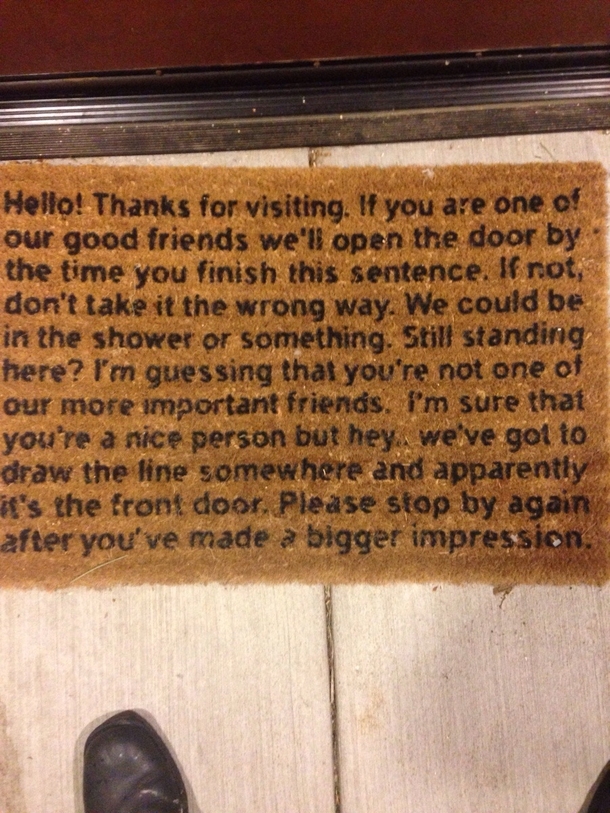 Hello! Thanks for visiting. If you are one of
our good friends we'll open the door by
the time you finish this sentence. If not,
don't take it the wrong way. We could be
in the shower or something. Still standing
here? I'm guessing that you're not one of
our more important friends. I'm sure that
you're a nice person but hey.. we've got to
draw the line somewhere and apparently
it's the front door. Please stop by again
after you've made a bigger impression.